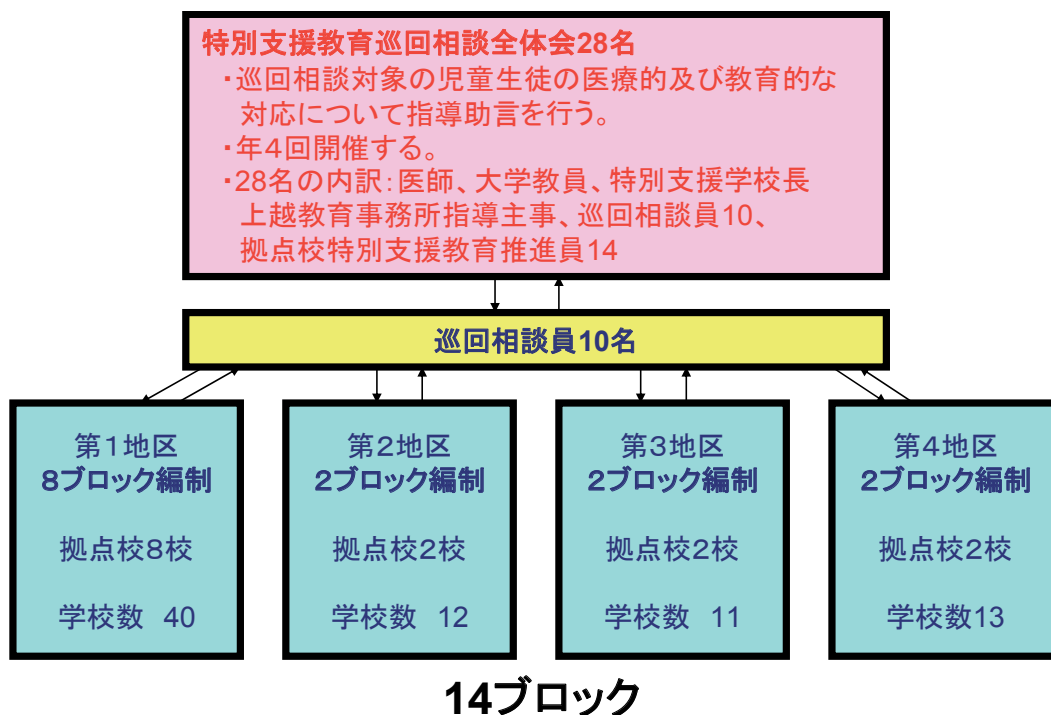 特別支援教育巡回相談全体会28名
・巡回相談対象の児童生徒の医療的及び教育的な
対応について指導助言を行う。
・年4回開催する。
・28名の内訳：医師、大学教員、特別支援学校長
上越教育事務所指導主事、巡回相談員10、
拠点校特別支援教育推進員14
巡回相談員10名
第１地区
8ブロック編制
拠点校8校
学校数　40
第２地区
2ブロック編制
拠点校2校
学校数　12
第３地区
2ブロック編制
拠点校2校
学校数　11
第４地区
2ブロック編制
拠点校2校
学校数13
14ブロック